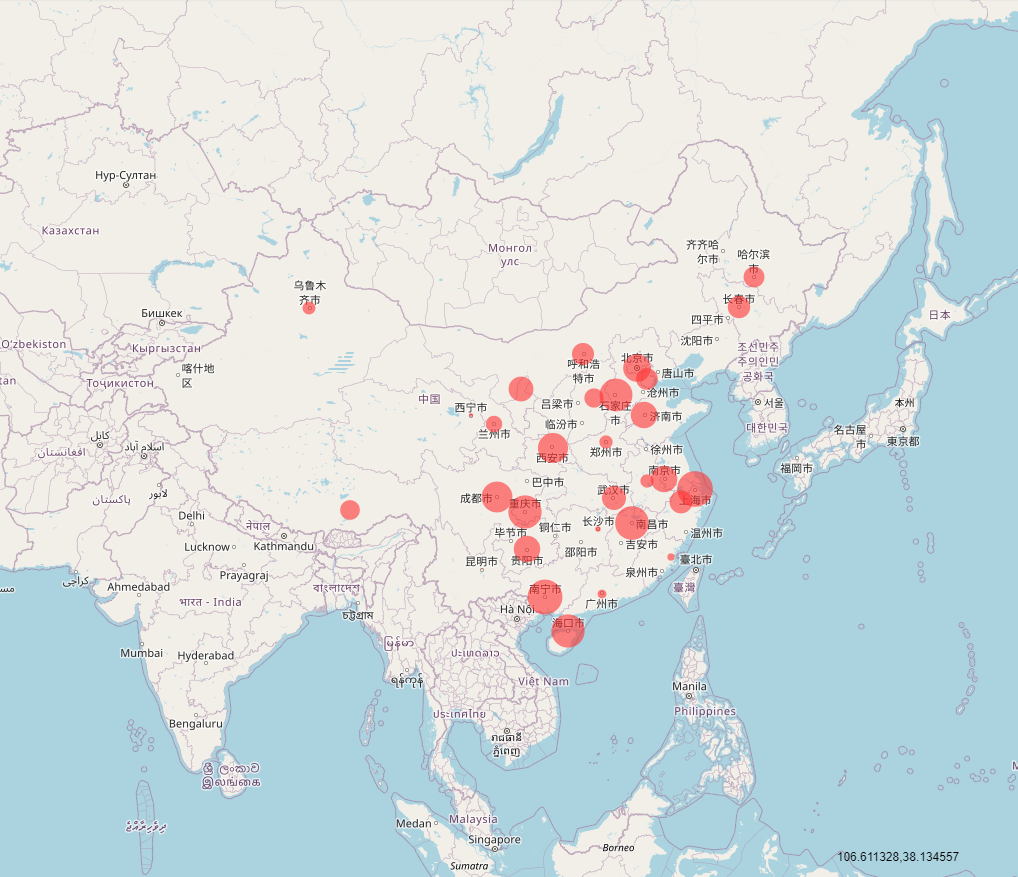 Нур-Султан
Казахстан
Монгол
улс
齐齐哈
尔市
哈尔滨
市
乌鲁木
齐市
长春市
四平市
日本
Бишкек
沈阳市
Кыргызстан
조선민주
주의인민
공화국
O'zbekiston
北京市
呼和浩
特市
唐山市
喀什地
区
Тоҷикистон
tan
中国
沧州市
西宁市
吕梁市
石家庄
市
서울
本州
济南市
兰州市
临汾市
대한민국
名古屋
市
東京都
کابل
اسلام آباد
افغانستان
郑州市
徐州市
西安市
福岡市
南京市
لاہور
پاکستان
巴中市
武汉市
成都市
上海市
重庆市
Delhi
नेपाल
长沙市
南昌市
铜仁市
毕节市
温州市
Lucknow
Kathmandu
吉安市
邵阳市
昆明市
贵阳市
臺北市
泉州市
Prayagraj
کراچی
Ahmedabad
বাংলাদেশ
臺灣
南宁市
भारत - India
广州市
Hà Nội
চট্টগ্রাম
海口市
မြန်မာ
Mumbai
Hyderabad
ປະເທດລາວ
ရန်ကုန်
Việt Nam
Manila
ประเทศไทย
Philippines
Bengaluru
រាជធានី
ភ្នំពេញ
ශ්‍රී ලංකාව
இலங்கை
ދިވެހިރާއްޖެ
Medan
Malaysia
Singapore
Borneo
Sumatra
106.611328,38.134557